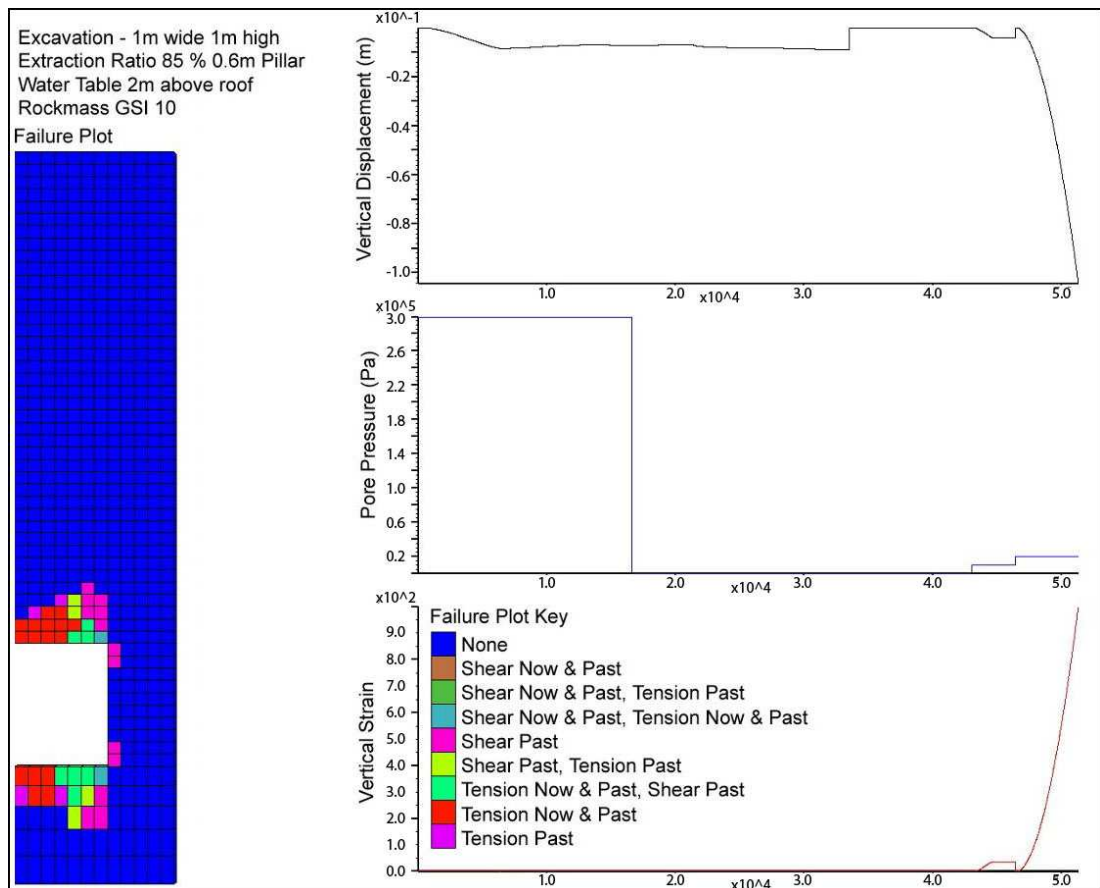 Excavation - 1m wide 1m high
Extraction Ratio 85 % 0.6m Pillar
Water Table 2m above roof
Rockmass GSI 10
Failure Plot
x10^-1
Vertical Displacement (m)
-0.2
-0.4
-0.6
-0.8
-1.0
1.0
2.0
x10^4
3.0
4.0
5.0
x10^5
Pore Pressure (Pa)
3.0
2.6
2.2
1.8
1.4
1.0
0.6
0.2
1.0
2.0
x10^4
3.0
4.0
5.0
x10^2
Vertical Strain
9.0
8.0
7.0
6.0
5.0
4.0
3.0
2.0
1.0
0.0
Failure Plot Key
None
Shear Now & Past
Shear Now & Past, Tension Past
Shear Now & Past, Tension Now & Past
Shear Past
Shear Past, Tension Past
Tension Now & Past, Shear Past
Tension Now & Past
Tension Past
1.0
2.0
x10^4
3.0
4.0
5.0